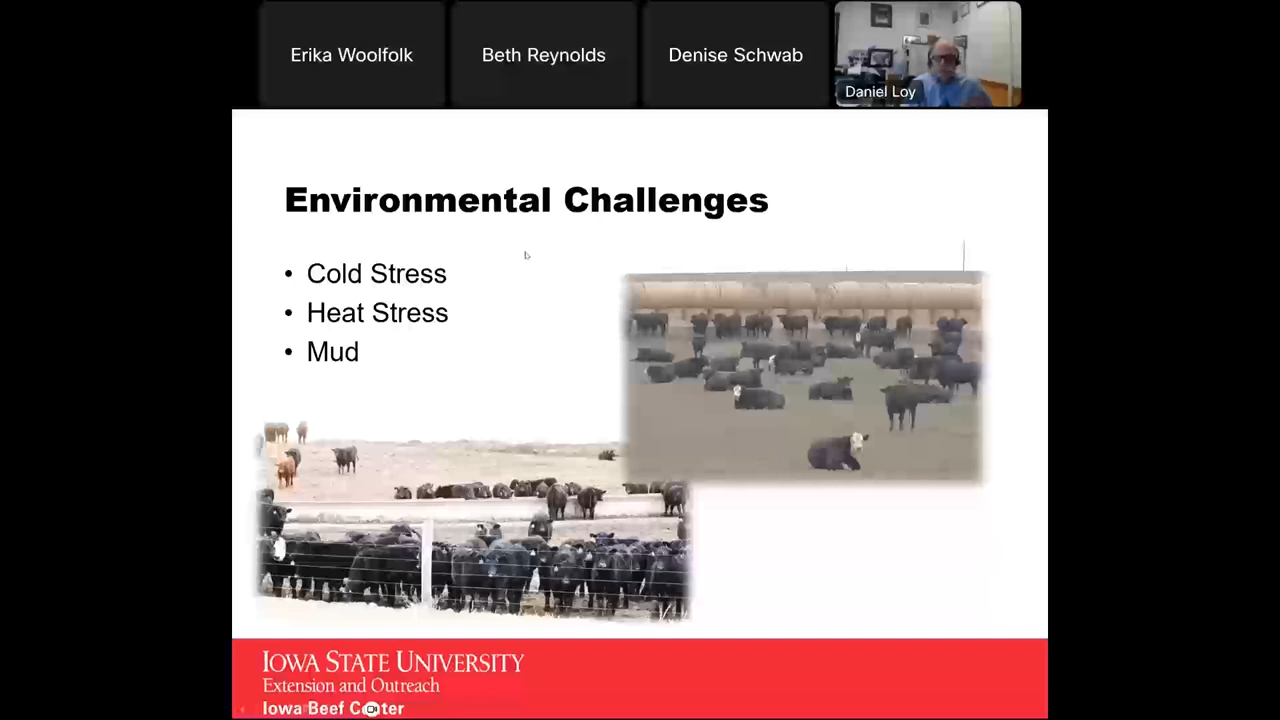 Erika Woolfolk
Beth Reynolds
Denise Schwab
Daniel Loy
Environmental Challenges
• Cold Stress
• Heat Stress
• Mud
IOWA STATE UNIVERSITY
Extension and Outreach
Iowa Beef Center